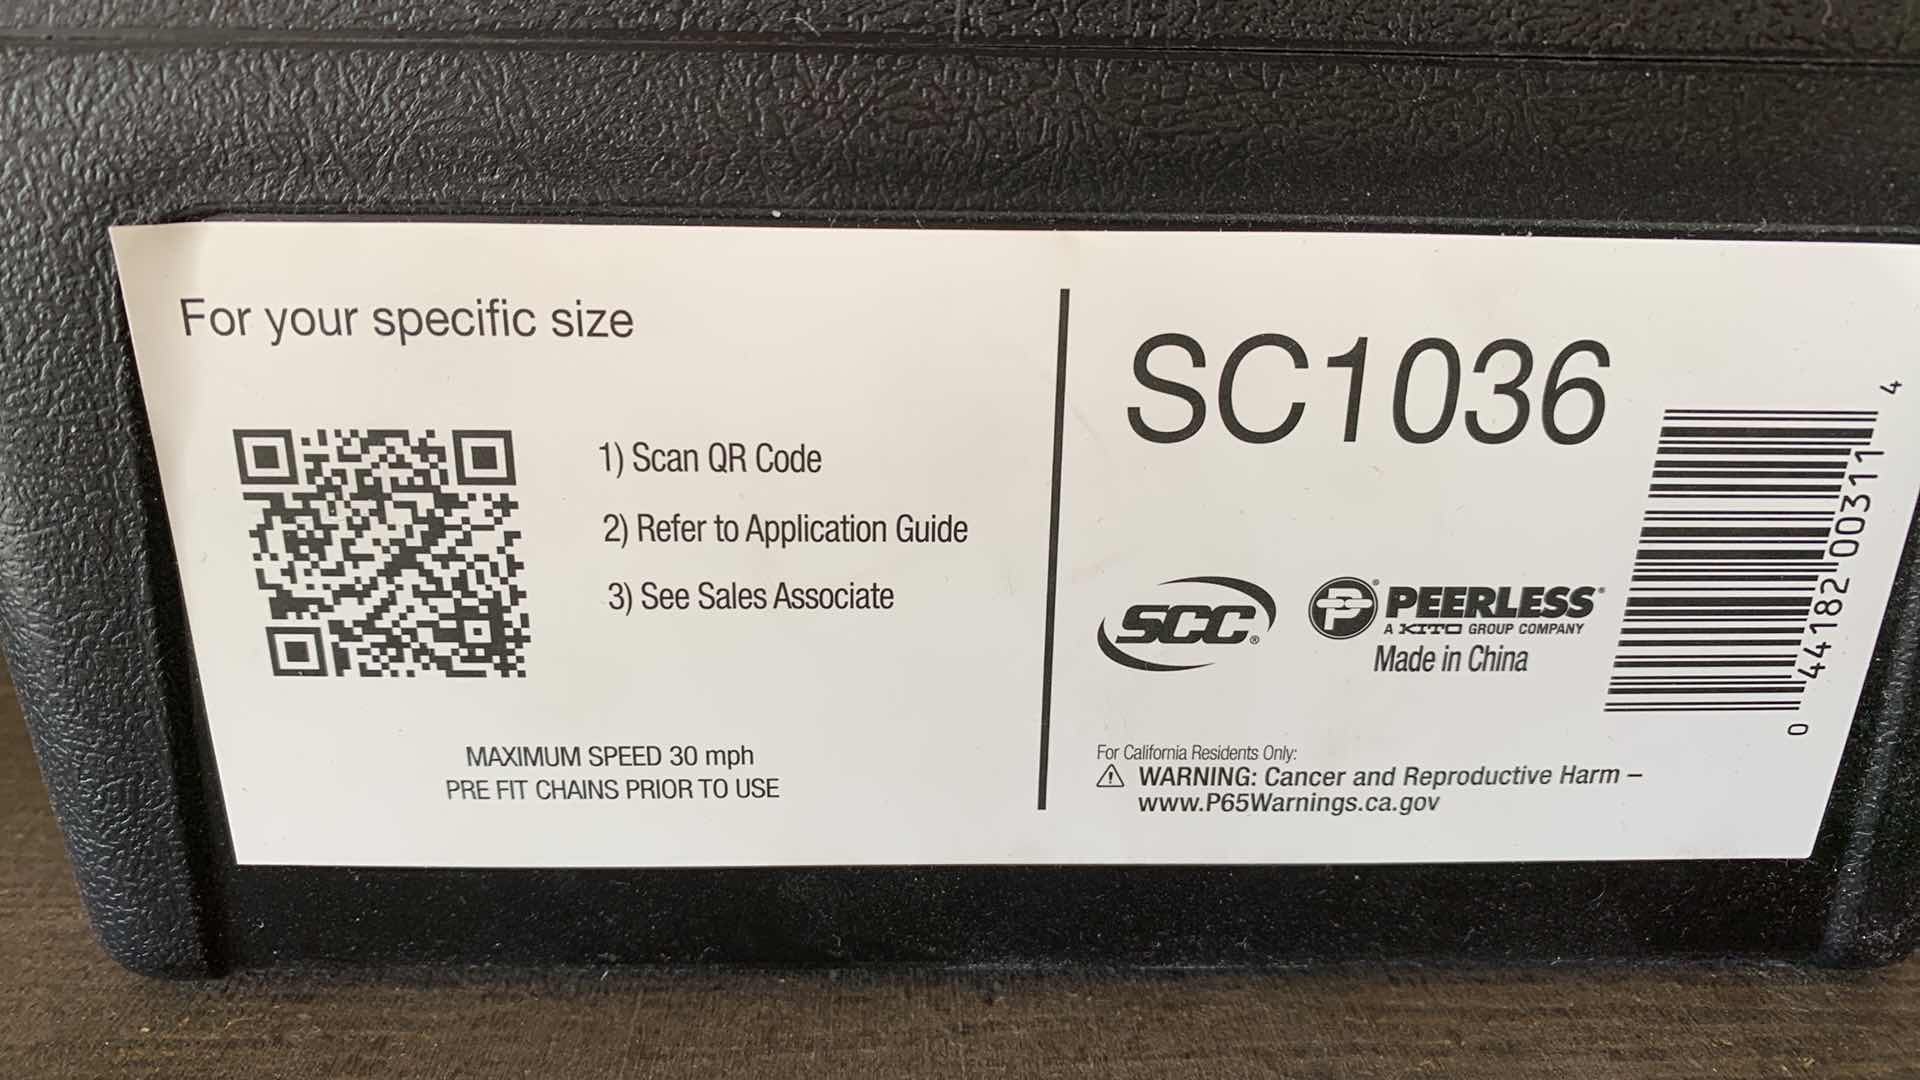 For your specific size
1) Scan QR Code
2) Refer to Application Guide
3) See Sales Associate
MAXIMUM SPEED 30 mph
PRE FIT CHAINS PRIOR TO USE
SC1036
SCC®
P® PEERLESS®
A KITO GROUP COMPANY
Made in China
0 44182 00311 4
For California Residents Only:
⚠ WARNING: Cancer and Reproductive Harm –
www.P65Warnings.ca.gov